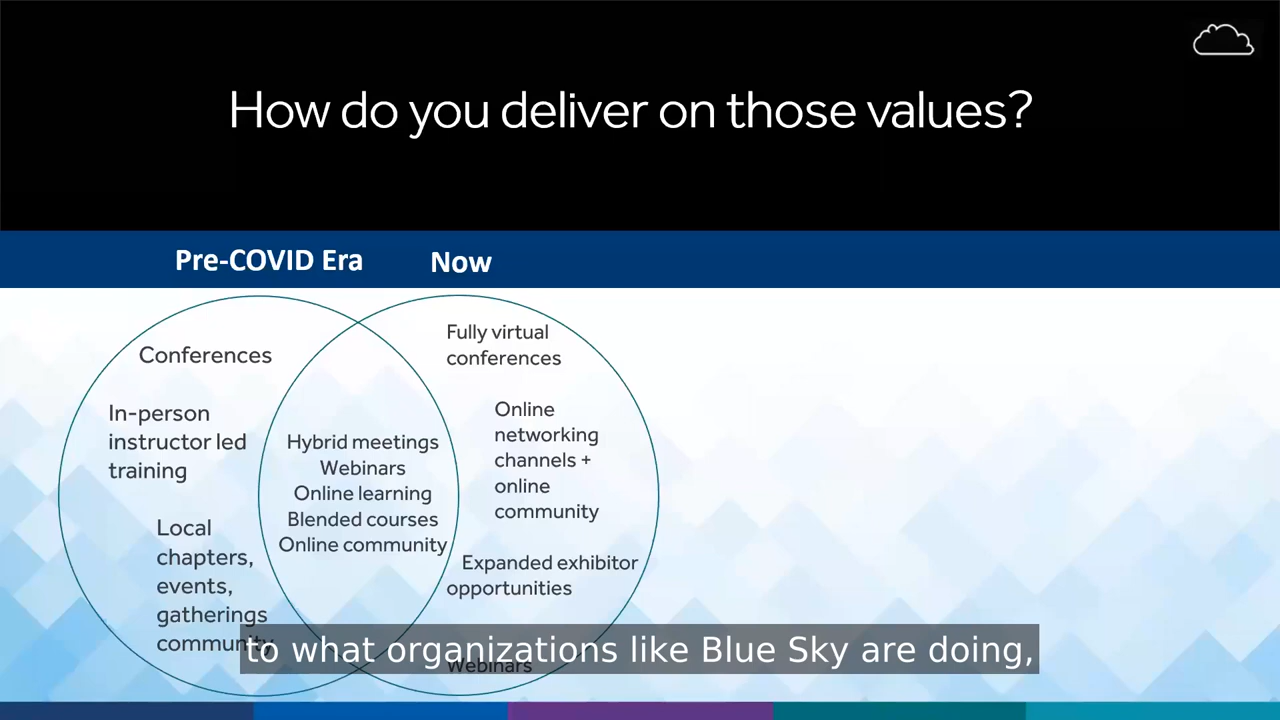 How do you deliver on those values?
Pre-COVID Era
Now
Conferences
In-person
instructor led
training
Local
chapters,
events,
gatherings
community
Hybrid meetings
Webinars
Online learning
Blended courses
Online community
Fully virtual
conferences
Online
networking
channels +
online
community
Expanded exhibitor
opportunities
Webinars
to what organizations like Blue Sky are doing,